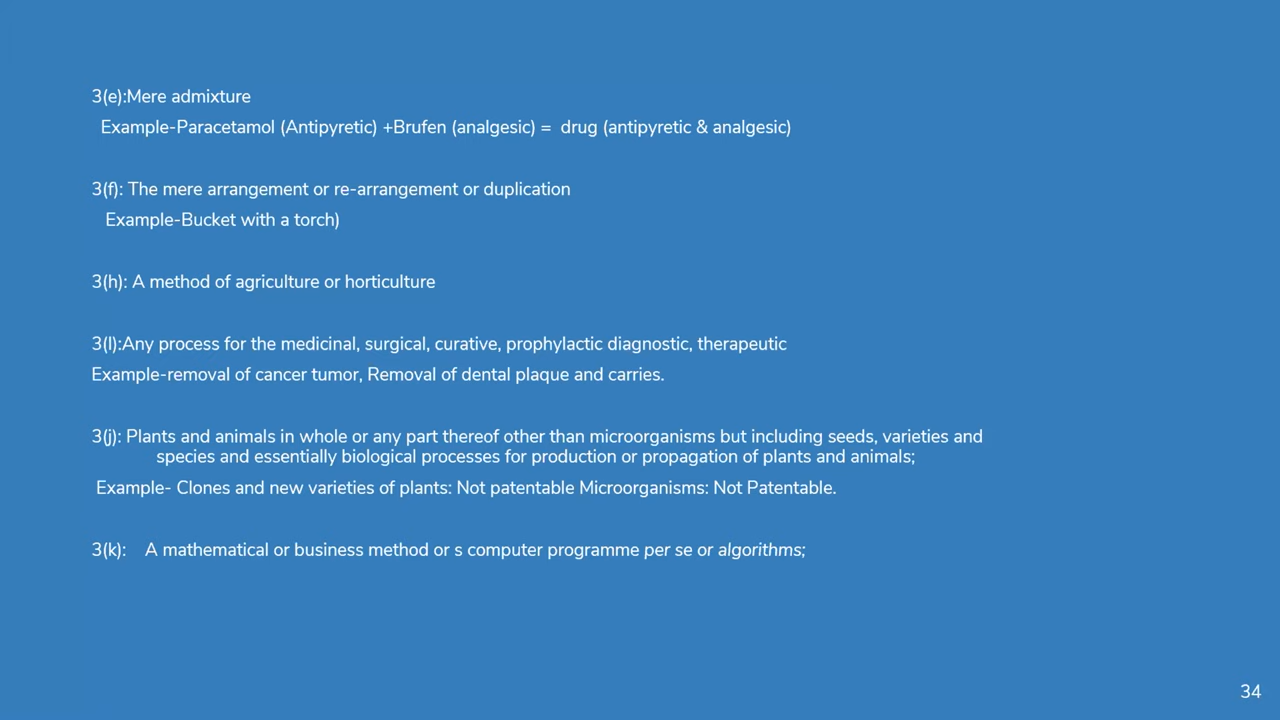 3(e):Mere admixture
Example-Paracetamol (Antipyretic) +Brufen (analgesic) = drug (antipyretic & analgesic)
3(f): The mere arrangement or re-arrangement or duplication
Example-Bucket with a torch)
3(h): A method of agriculture or horticulture
3(l):Any process for the medicinal, surgical, curative, prophylactic diagnostic, therapeutic
Example-removal of cancer tumor, Removal of dental plaque and carries.
3(j): Plants and animals in whole or any part thereof other than microorganisms but including seeds, varieties and
species and essentially biological processes for production or propagation of plants and animals;
Example- Clones and new varieties of plants: Not patentable Microorganisms: Not Patentable.
3(k): A mathematical or business method or s computer programme per se or algorithms;
34